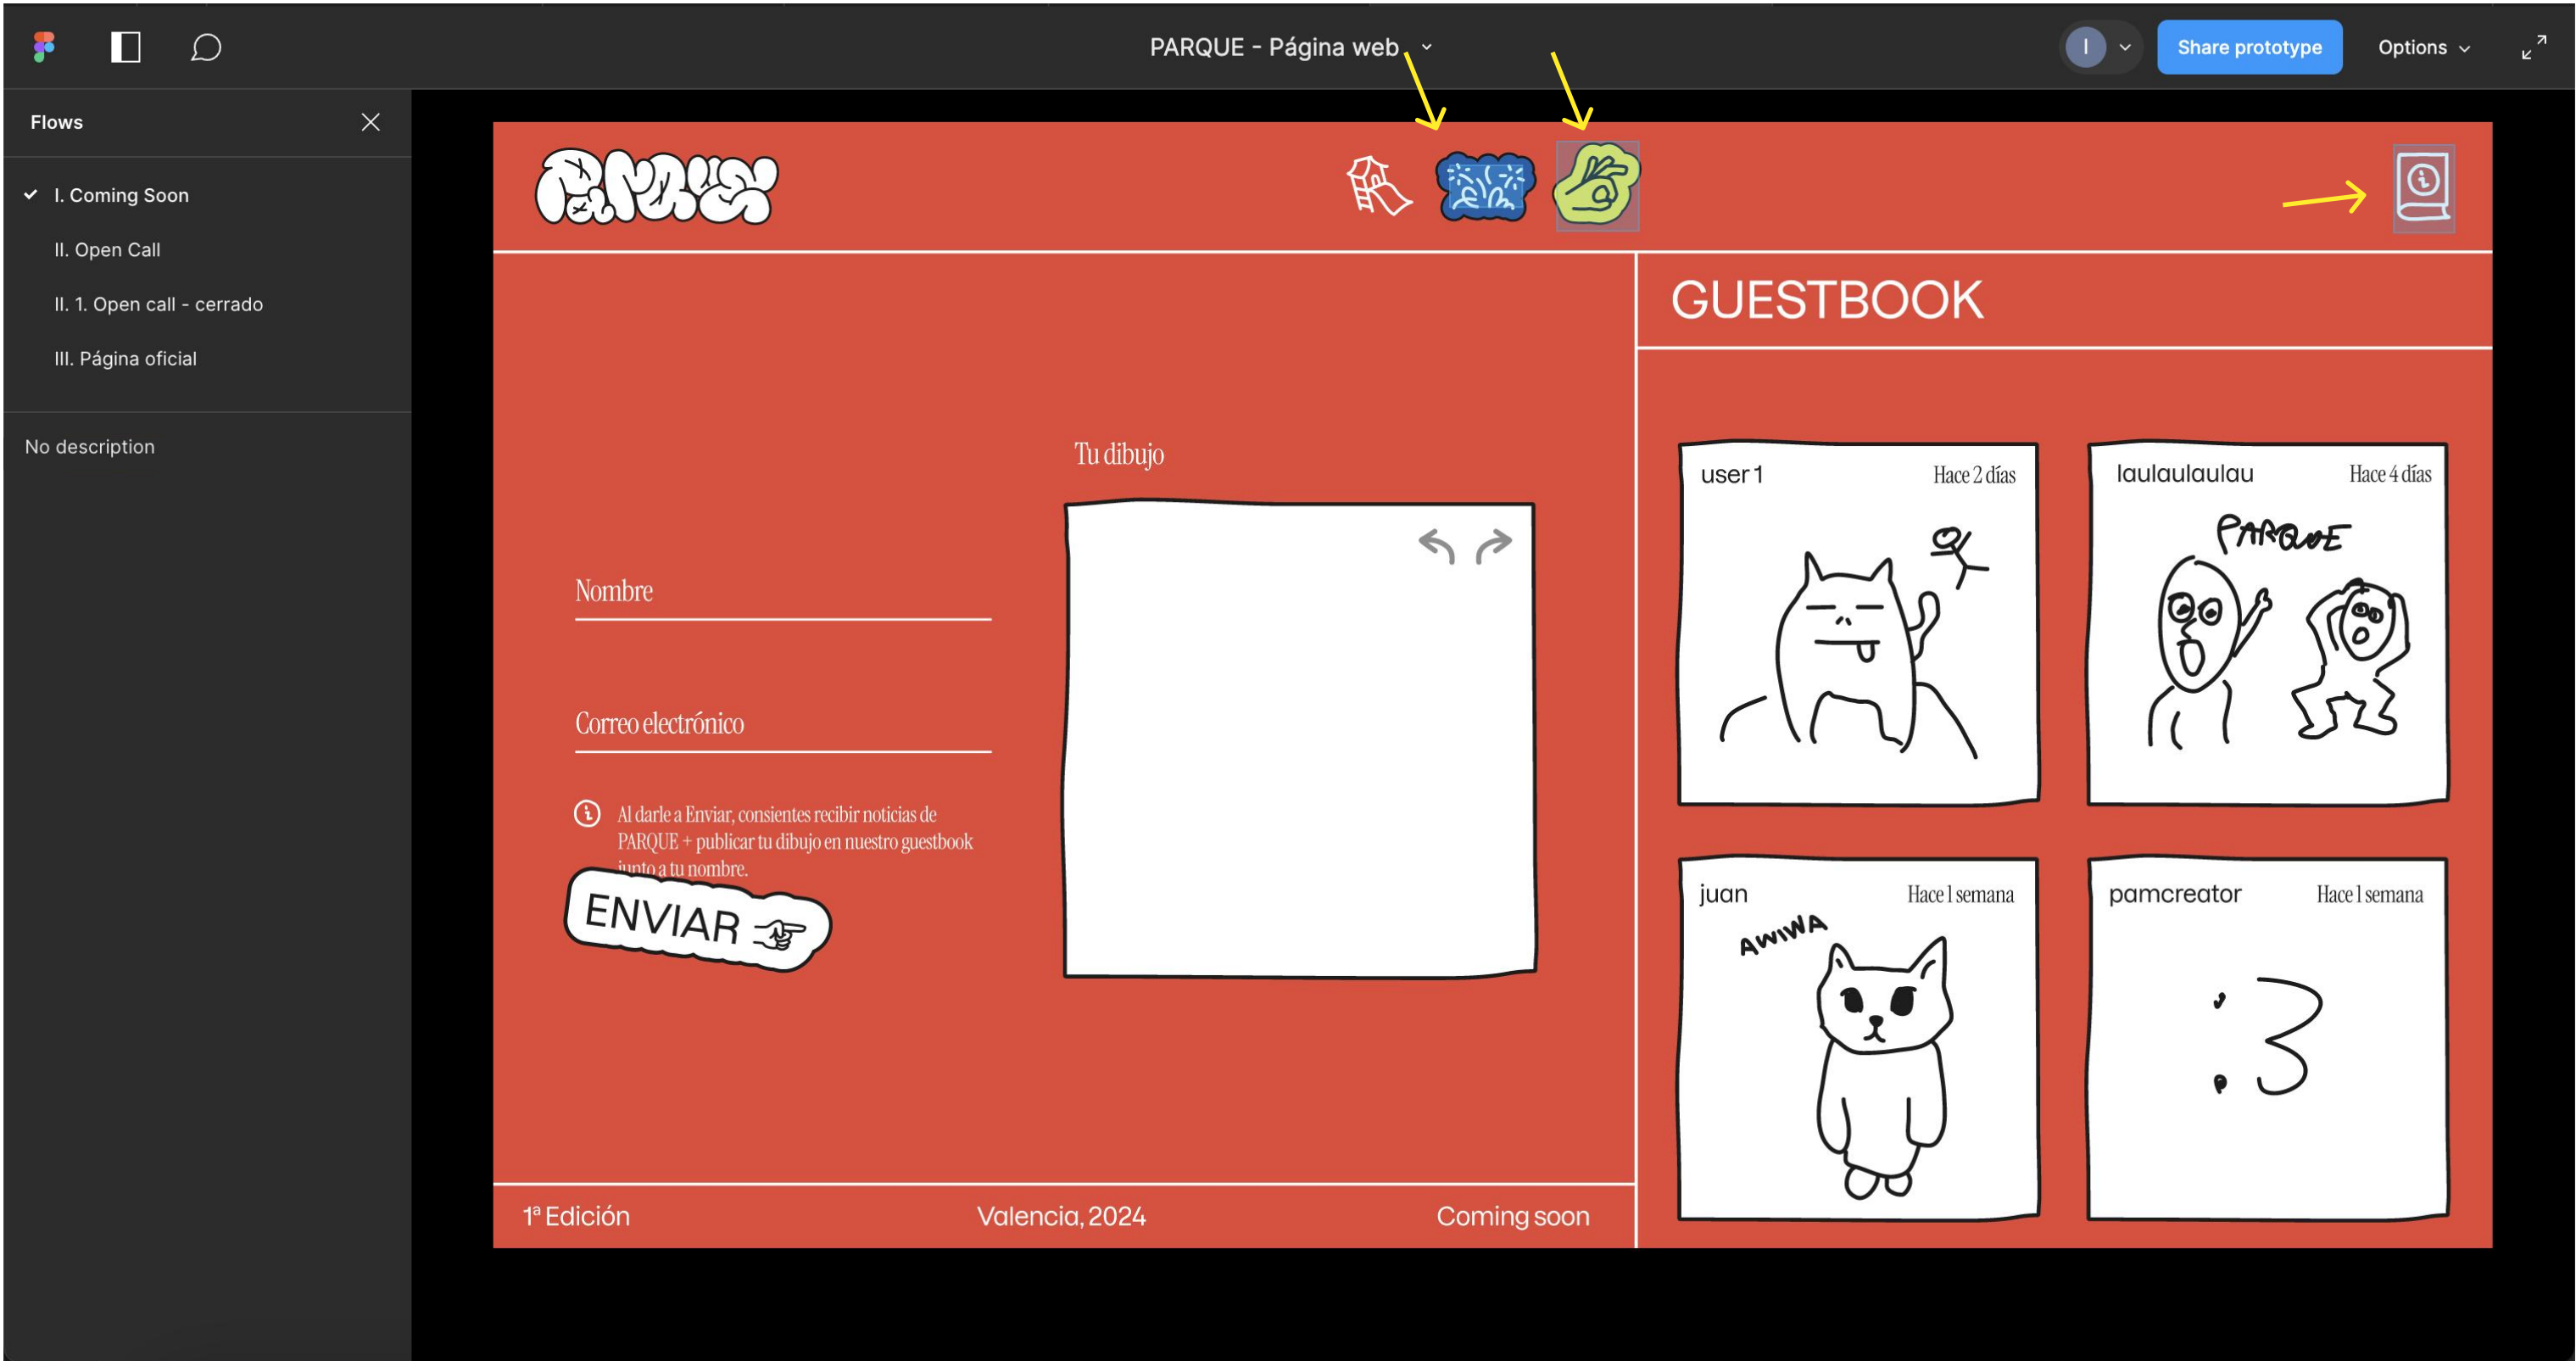 PARQUE - Página web
I
Share prototype
Options
Flows
I. Coming Soon
II. Open Call
II. 1. Open call - cerrado
III. Página oficial
No description
PARQUE
GUESTBOOK
Tu dibujo
Nombre
Correo electrónico
Al darle a Enviar, consientes recibir noticias de
PARQUE + publicar tu dibujo en nuestro guestbook
junto a tu nombre.
ENVIAR
user1
Hace 2 días
laulaulaulau
Hace 4 días
PARQUE
juan
Hace 1 semana
AWIWA
pamcreator
Hace 1 semana
:3
1ª Edición
Valencia, 2024
Coming soon